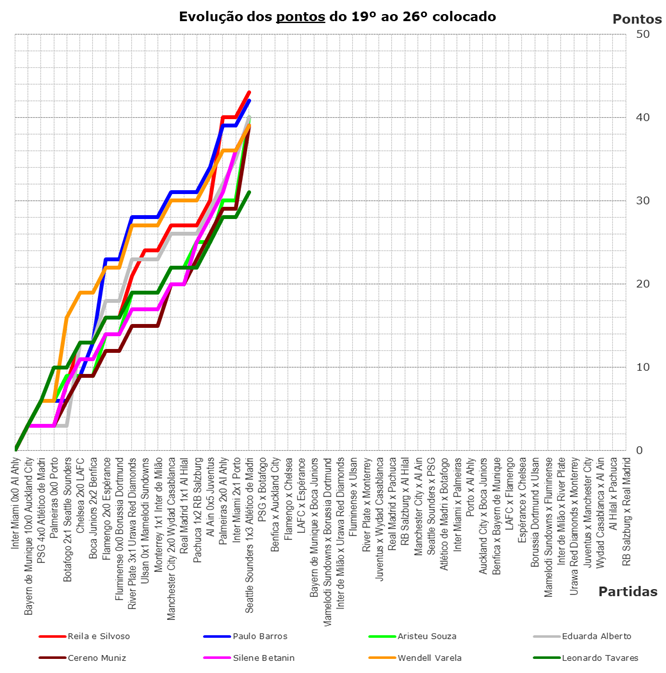 Evolução dos pontos do 19º ao 26º colocado
Pontos
50
40
30
20
10
0
Inter Miami 0x0 Al Ahly
Bayern de Munique 10x0 Auckland City
PSG 4x0 Atlético de Madri
Palmeiras 0x0 Porto
Botafogo 2x1 Seattle Sounders
Chelsea 2x0 LAFC
Boca Juniors 2x2 Benfica
Flamengo 2x0 Espérance
Fluminense 0x0 Borussia Dortmund
River Plate 3x1 Urawa Red Diamonds
Ulsan 0x1 Mamelodi Sundowns
Monterrey 1x1 Inter de Milão
Manchester City 2x0 Wydad Casablanca
Real Madrid 1x1 Al Hilal
Pachuca 1x2 RB Salzburg
Al Ain 0x5 Juventus
Palmeiras 2x0 Al Ahly
Inter Miami 2x1 Porto
Seattle Sounders 1x3 Atlético de Madri
PSG x Botafogo
Benfica x Auckland City
Flamengo x Chelsea
LAFC x Espérance
Bayern de Munique x Boca Juniors
Mamelodi Sundowns x Borussia Dortmund
Inter de Milão x Urawa Red Diamonds
Fluminense x Ulsan
River Plate x Monterrey
Juventus x Wydad Casablanca
Real Madrid x Pachuca
RB Salzburg x Al Hilal
Manchester City x Al Ain
Seattle Sounders x PSG
Atlético de Madri x Botafogo
Inter Miami x Palmeiras
Porto x Al Ahly
Auckland City x Boca Juniors
Benfica x Bayern de Munique
LAFC x Flamengo
Espérance x Chelsea
Borussia Dortmund x Ulsan
Mamelodi Sundowns x Fluminense
Inter de Milão x River Plate
Urawa Red Diamonds x Monterrey
Juventus x Manchester City
Wydad Casablanca x Al Ain
Al Hilal x Pachuca
RB Salzburg x Real Madrid
Partidas
Reila e Silvoso
Paulo Barros
Aristeu Souza
Eduarda Alberto
Cereno Muniz
Silene Betanin
Wendell Varela
Leonardo Tavares